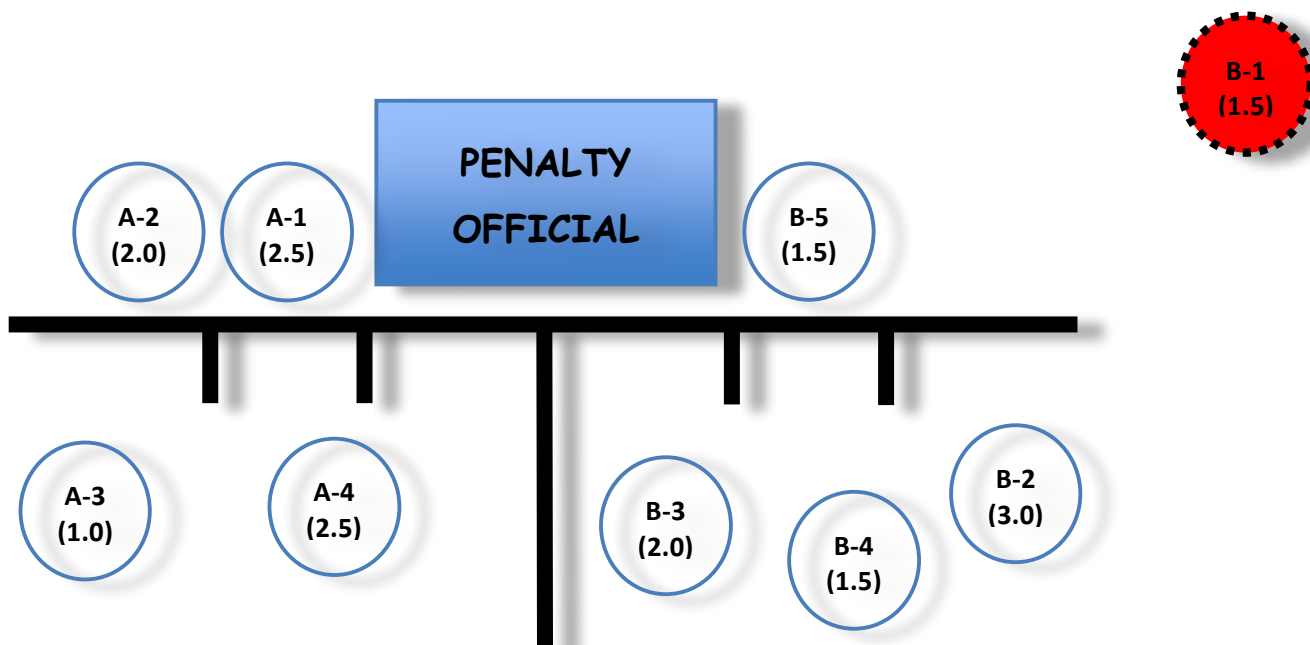 B-1
(1.5)
PENALTY
OFFICIAL
A-2
(2.0)
A-1
(2.5)
B-5
(1.5)
A-3
(1.0)
A-4
(2.5)
B-3
(2.0)
B-4
(1.5)
B-2
(3.0)